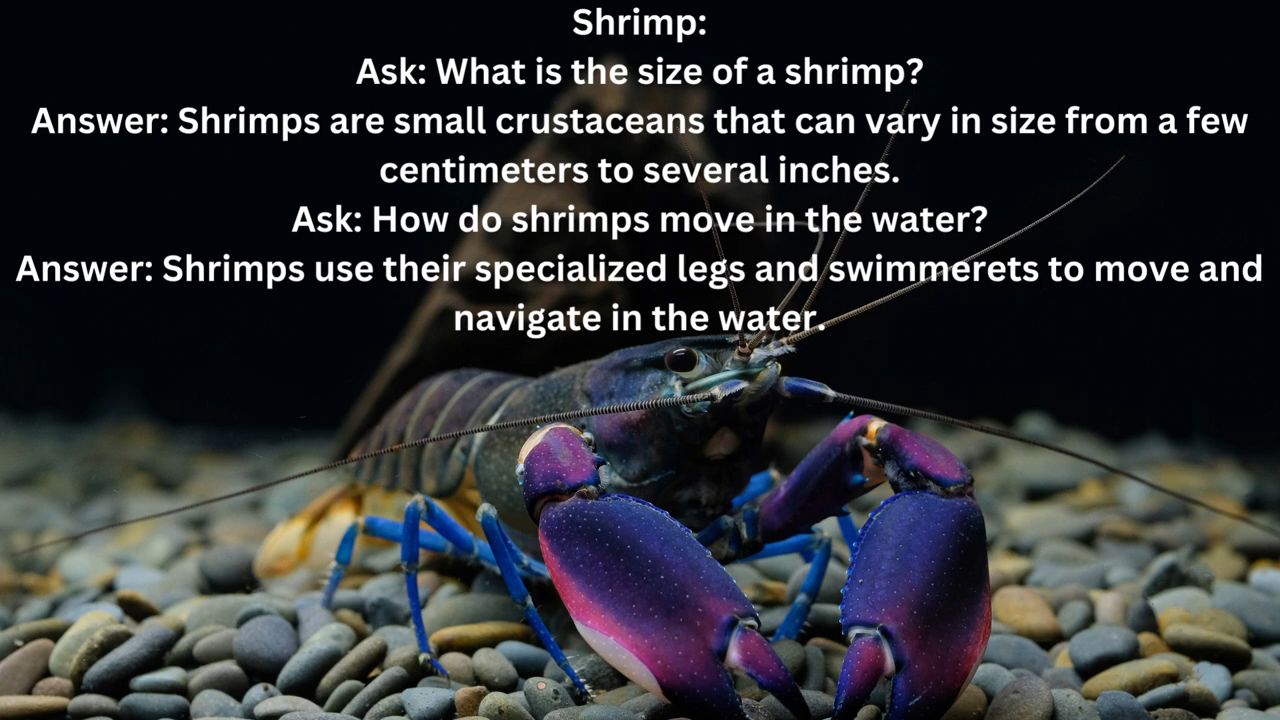 Shrimp:
Ask: What is the size of a shrimp?
Answer: Shrimps are small crustaceans that can vary in size from a few
centimeters to several inches.
Ask: How do shrimps move in the water?
Answer: Shrimps use their specialized legs and swimmerets to move and
navigate in the water.